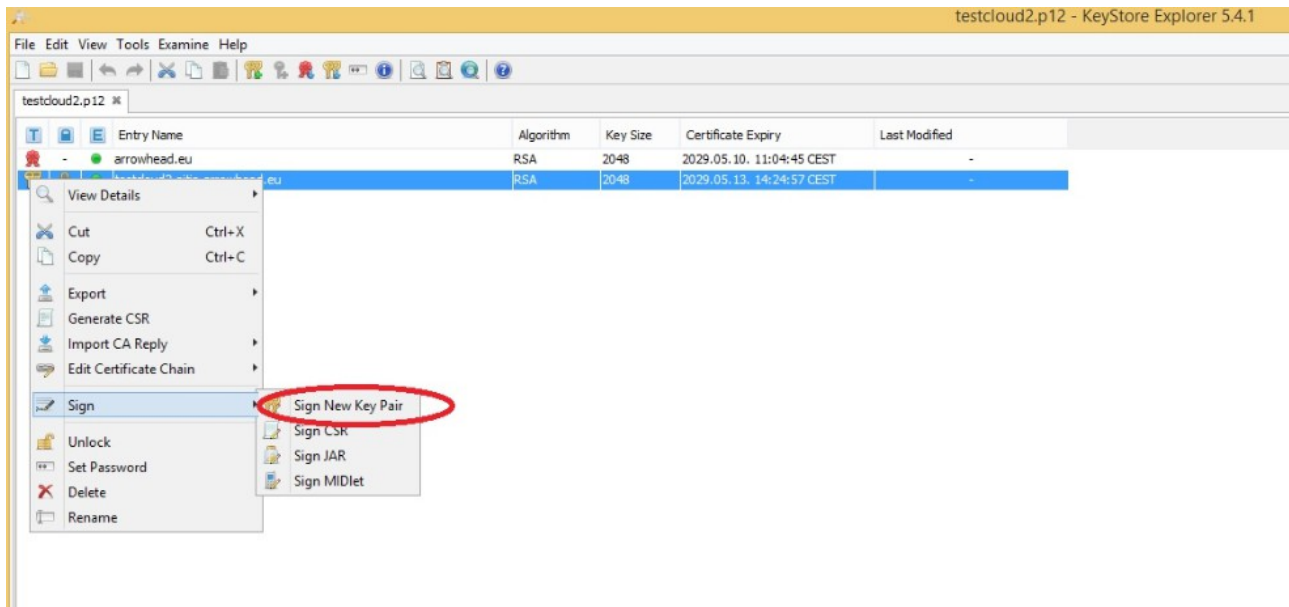 testcloud2.p12 - KeyStore Explorer 5.4.1
File Edit View Tools Examine Help
testcloud2.p12
T E Entry Name Algorithm Key Size Certificate Expiry Last Modified
- arrowhead.eu RSA 2048 2029.05.10. 11:04:45 CEST -
.eu RSA 2048 2029.05.13. 14:24:57 CEST -
View Details
Cut Ctrl+X
Copy Ctrl+C
Export
Generate CSR
Import CA Reply
Edit Certificate Chain
Sign
Sign New Key Pair
Sign CSR
Sign JAR
Sign MIDlet
Unlock
Set Password
Delete
Rename